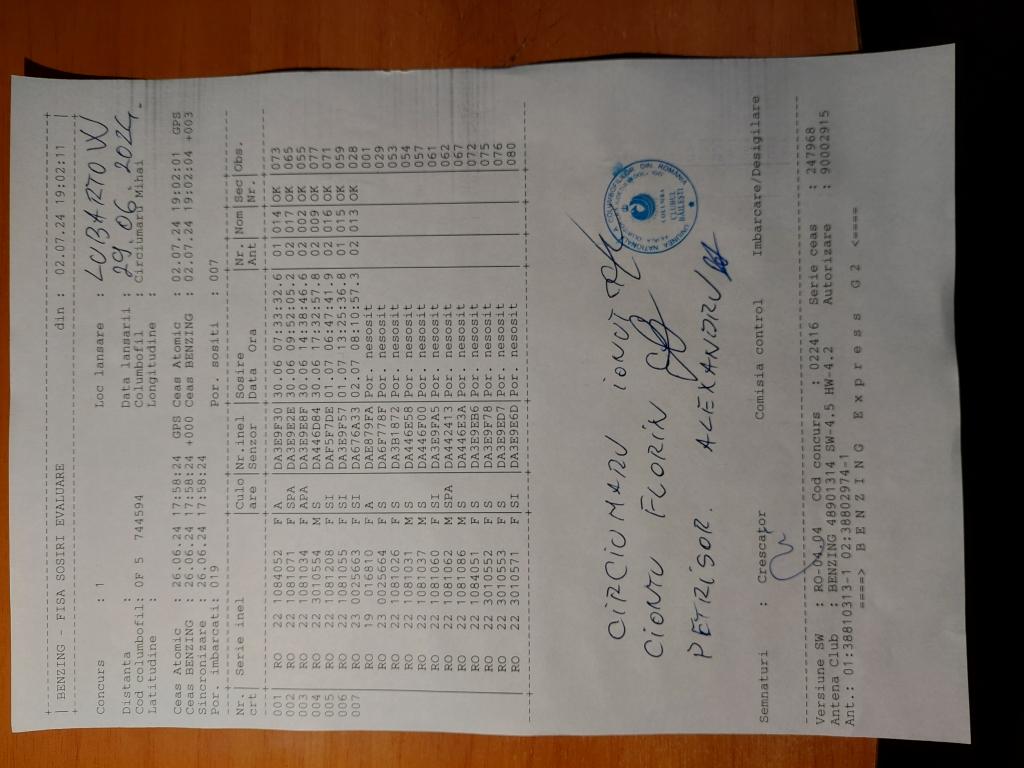 | BENZING - FISA SOSIRI EVALUARE din : 02.07.24 19:02:11 |
Concurs : 1 Loc lansare : LUBARTOW
Distanta : Data lansarii : 29.06.2024.
Cod columbofil: OF 5 744594 Columbofil : Circiumaru Mihai
Latitudine : Longitudine :
Ceas Atomic : 26.06.24 17:58:24 GPS Ceas Atomic : 02.07.24 19:02:01 GPS
Ceas BENZING : 26.06.24 17:58:24 +000 Ceas BENZING : 02.07.24 19:02:04 +003
Sincronizare : 26.06.24 17:58:24
Por. imbarcati: 019 Por. sositi : 007
Nr. | Serie inel | Culo | Nr.inel | Sosire | Nr. | Nom | Sec | Obs.
crt | are | Senzor | Data Ora | Ant | Nr. |
001 | RO 22 1084052 F | A | DA3E9F30 | 30.06 07:33:32.6 | 01 | 014 | OK | 073
002 | RO 22 1081071 F | SPA | DA3E9E2E | 30.06 09:52:05.2 | 02 | 017 | OK | 065
003 | RO 22 1081034 F | APA | DA3E9E8F | 30.06 14:38:46.6 | 02 | 002 | OK | 055
004 | RO 22 3010554 M | S | DA446D84 | 30.06 17:32:57.8 | 02 | 009 | OK | 077
005 | RO 22 1081208 F | SI | DAF5F7DE | 01.07 06:47:41.9 | 02 | 016 | OK | 071
006 | RO 22 1081055 F | SI | DA3E9F57 | 01.07 13:25:36.8 | 01 | 015 | OK | 059
007 | RO 23 0025663 F | SI | DA676A33 | 02.07 08:10:57.3 | 02 | 013 | OK | 028
RO 19 016810 F | A | DAE879FA | Por. nesosit | 001
RO 23 0025664 F | S | DA6F778F | Por. nesosit | 029
RO 22 1081026 F | S | DA3B1872 | Por. nesosit | 053
RO 22 1081031 M | S | DA446E58 | Por. nesosit | 054
RO 22 1081037 M | S | DA446F00 | Por. nesosit | 057
RO 22 1081060 F | SI | DA3E9FA5 | Por. nesosit | 061
RO 22 1081062 M | SPA | DA442413 | Por. nesosit | 062
RO 22 1081086 M | S | DA446E3A | Por. nesosit | 067
RO 22 1084051 F | S | DA3E9EB6 | Por. nesosit | 072
RO 22 3010552 F | S | DA3E9F78 | Por. nesosit | 075
RO 22 3010553 F | S | DA3E9ED7 | Por. nesosit | 076
RO 22 3010571 F | SI | DA3E9E6D | Por. nesosit | 080
CIRCIUMARU IONUT
CIONTU FLORIN
PETRISOR ALEXANDRU
UNIUNEA NATIONALA A COLUMBOFILILOR DIN ROMANIA
COLUMBA
CLUBUL
BĂILEȘTI
Semnaturi : Crescator Comisia control Imbarcare/Desigilare
Versiune SW : RO-04.04 Cod concurs : 022416 Serie ceas : 247968
Antena Club : BENZING 48901314 SW-4.5 HW-4.2 Autorizare : 90002915
Ant.: 01:38810313-1 02:38802974-1
====> B E N Z I N G E x p r e s s G 2 <====